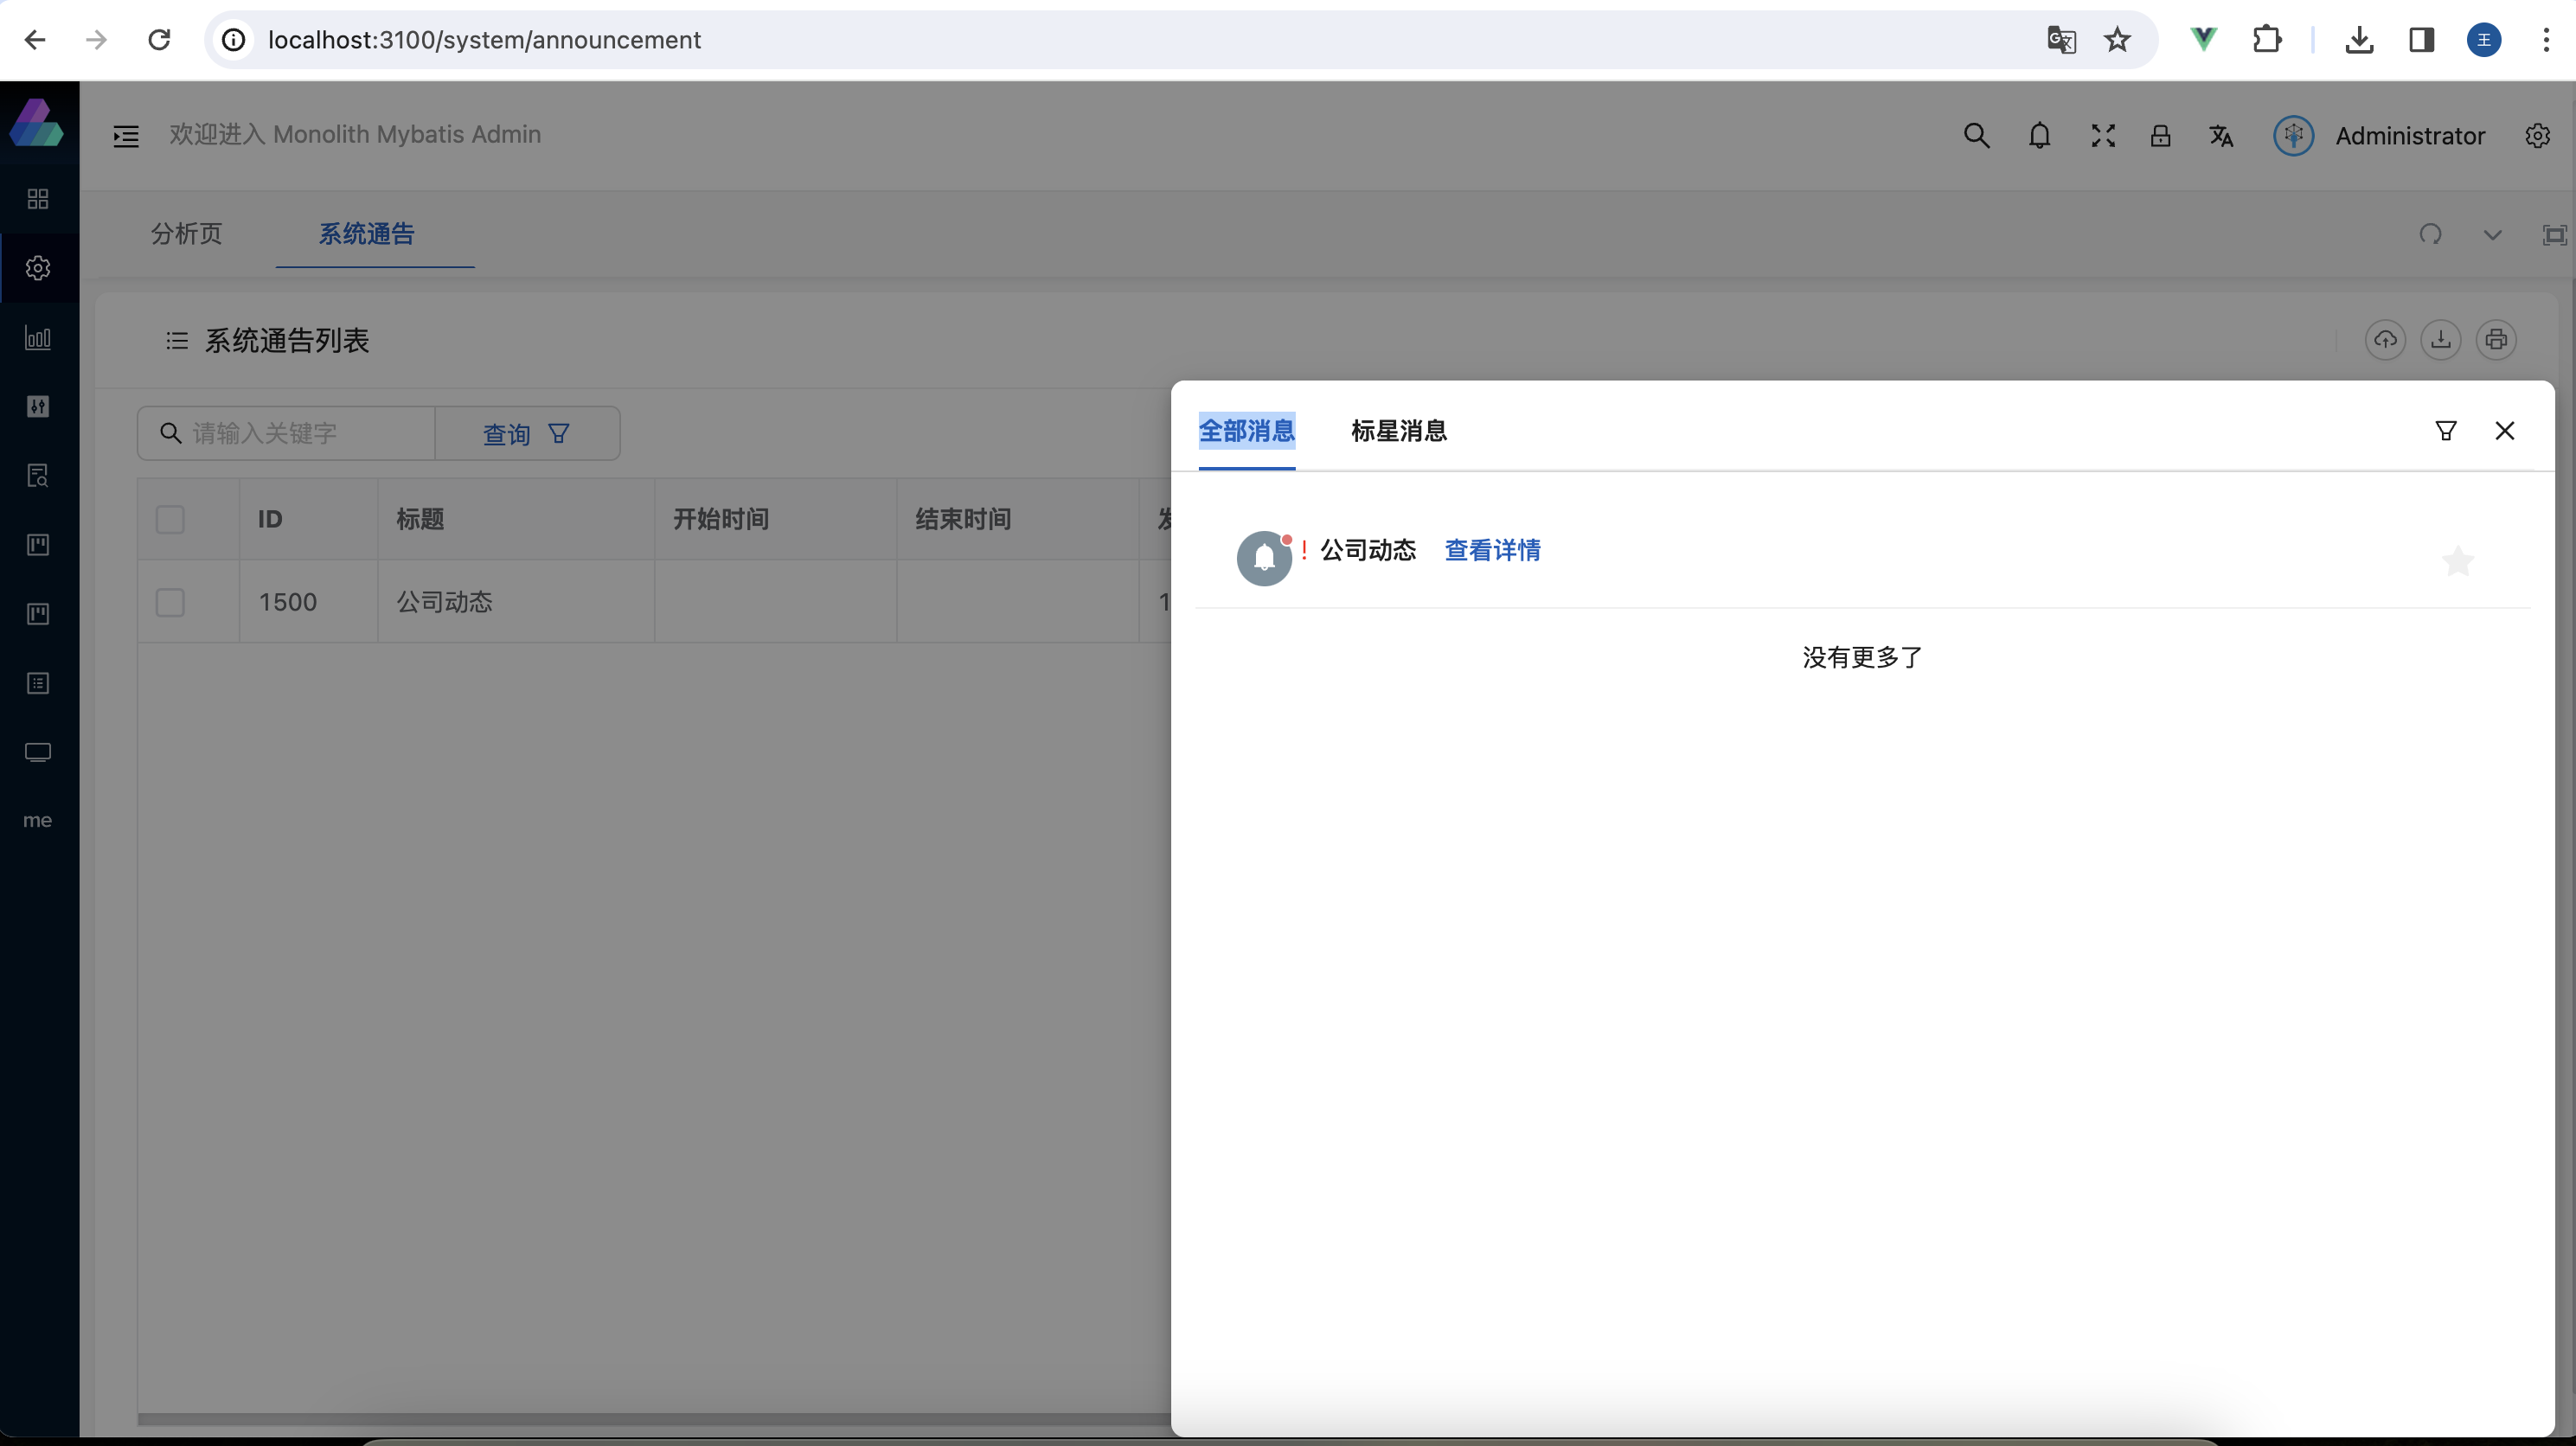 localhost:3100/system/announcement
王
欢迎进入 Monolith Mybatis Admin
Administrator
分析页 系统通告
系统通告列表
请输入关键字 查询
全部消息 标星消息
ID 标题 开始时间 结束时间 发
! 公司动态 查看详情
1500 公司动态 1
没有更多了
me